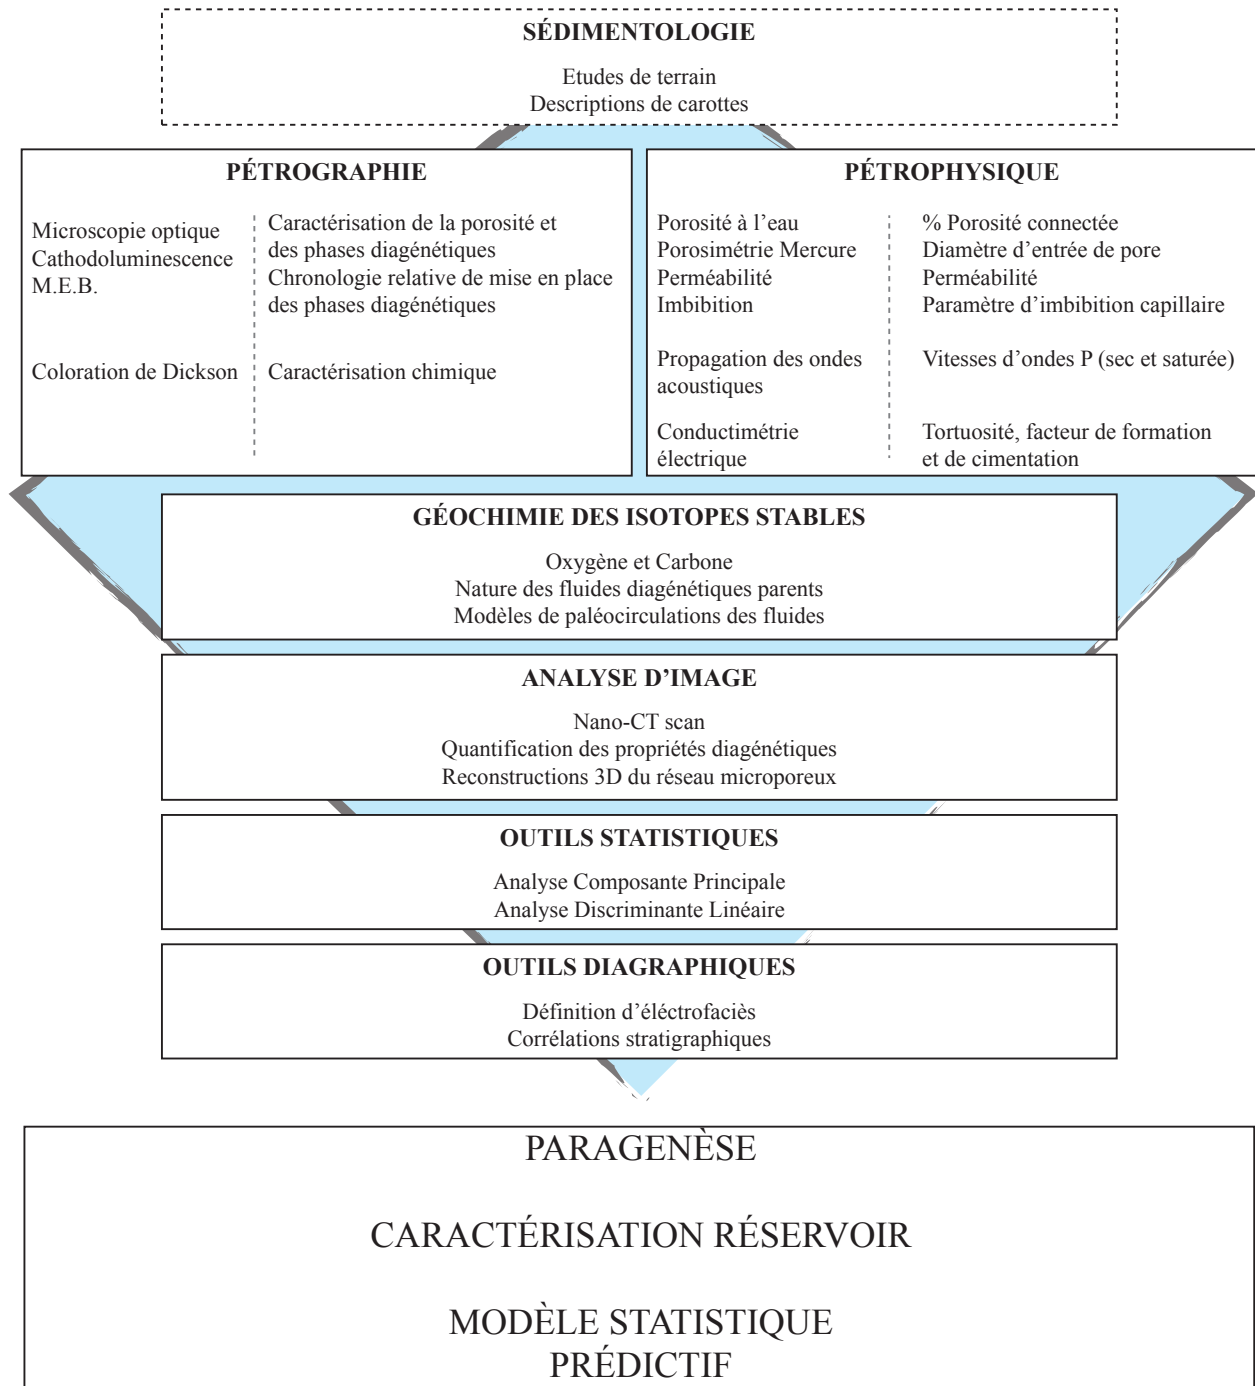 SÉDIMENTOLOGIE
Etudes de terrain
Descriptions de carottes
PÉTROGRAPHIE
Microscopie optique
Cathodoluminescence
M.E.B.
Caractérisation de la porosité et
des phases diagénétiques
Chronologie relative de mise en place
des phases diagénétiques
Coloration de Dickson
Caractérisation chimique
PÉTROPHYSIQUE
Porosité à l’eau
% Porosité connectée
Porosimétrie Mercure
Diamètre d’entrée de pore
Perméabilité
Perméabilité
Imbibition
Paramètre d’imbibition capillaire
Propagation des ondes
acoustiques
Vitesses d’ondes P (sec et saturée)
Conductimétrie
électrique
Tortuosité, facteur de formation
et de cimentation
GÉOCHIMIE DES ISOTOPES STABLES
Oxygène et Carbone
Nature des fluides diagénétiques parents
Modèles de paléocirculations des fluides
ANALYSE D’IMAGE
Nano-CT scan
Quantification des propriétés diagénétiques
Reconstructions 3D du réseau microporeux
OUTILS STATISTIQUES
Analyse Composante Principale
Analyse Discriminante Linéaire
OUTILS DIAGRAPHIQUES
Définition d’éléctrofaciès
Corrélations stratigraphiques
PARAGENÈSE
CARACTÉRISATION RÉSERVOIR
MODÈLE STATISTIQUE
PRÉDICTIF